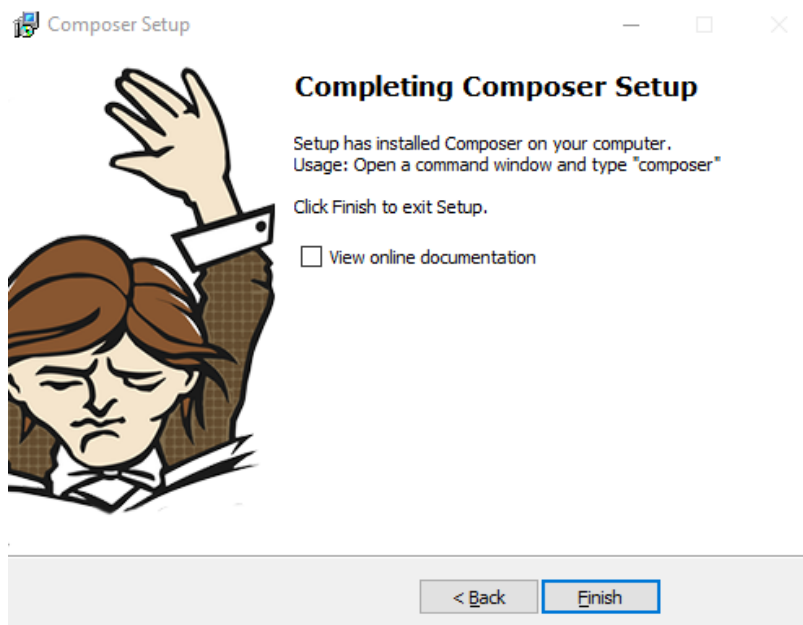 Composer Setup
Completing Composer Setup
Setup has installed Composer on your computer.
Usage: Open a command window and type "composer"
Click Finish to exit Setup.
View online documentation
< Back
Finish